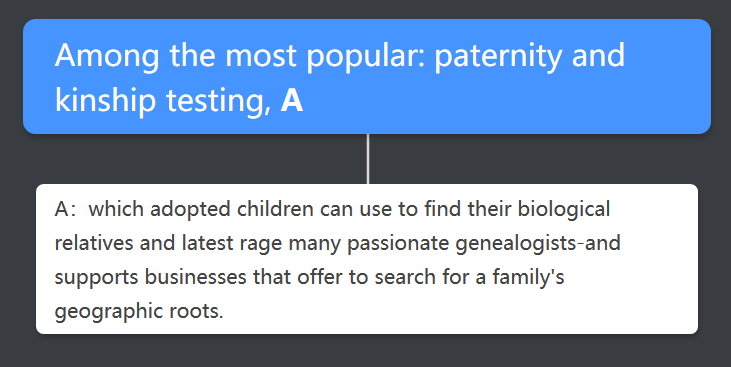 Among the most popular: paternity and
kinship testing, A
A：which adopted children can use to find their biological
relatives and latest rage many passionate genealogists-and
supports businesses that offer to search for a family's
geographic roots.